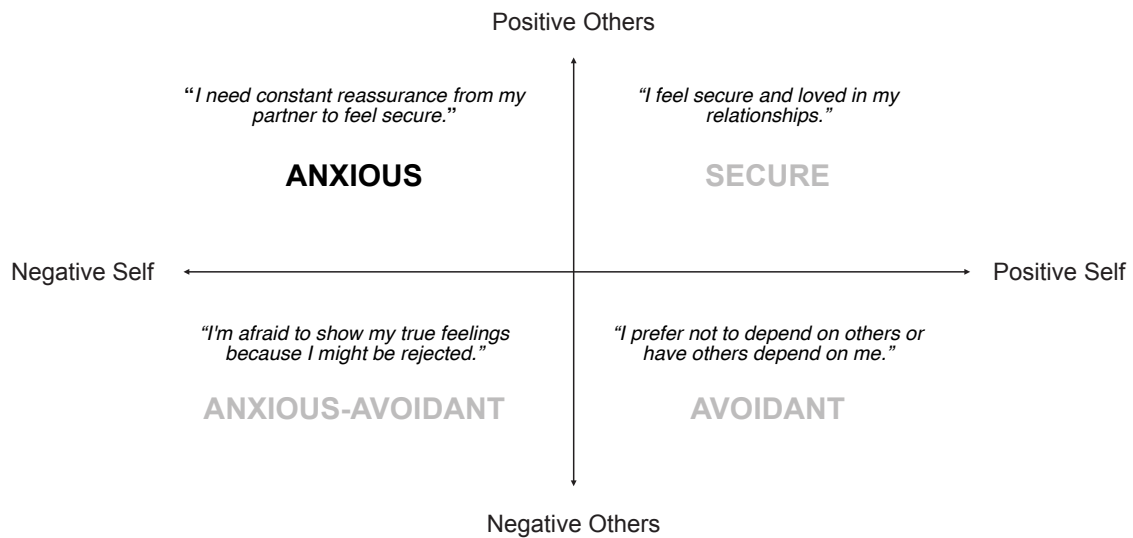 Positive Others
“I need constant reassurance from my
partner to feel secure.”
“I feel secure and loved in my
relationships.”
ANXIOUS
SECURE
Negative Self
Positive Self
“I'm afraid to show my true feelings
because I might be rejected.”
“I prefer not to depend on others or
have others depend on me.”
ANXIOUS-AVOIDANT
AVOIDANT
Negative Others